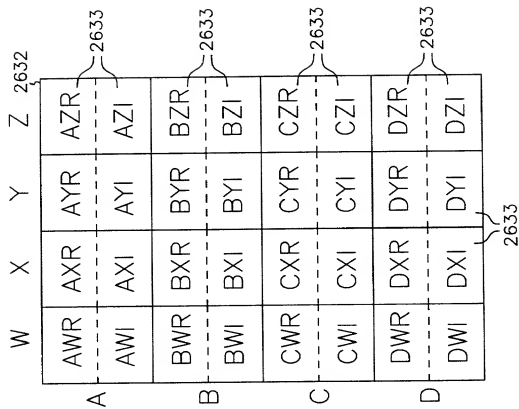 W X Y Z 2632
AWR AXR AYR AZR 2633
A
AWI AXI AYI AZI
BWR BXR BYR BZR 2633
B
BWI BXI BYI BZI
CWR CXR CYR CZR 2633
C
CWI CXI CYI CZI
DWR DXR DYR DZR 2633
D
DWI DXI DYI DZI
2633